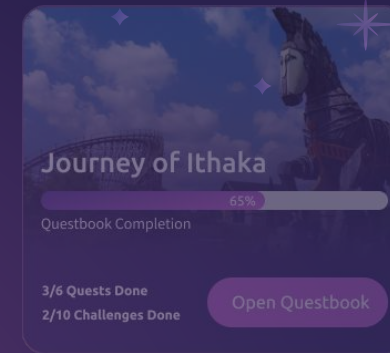 Journey of Ithaka
65%
Questbook Completion
3/6 Quests Done
2/10 Challenges Done
Open Questbook